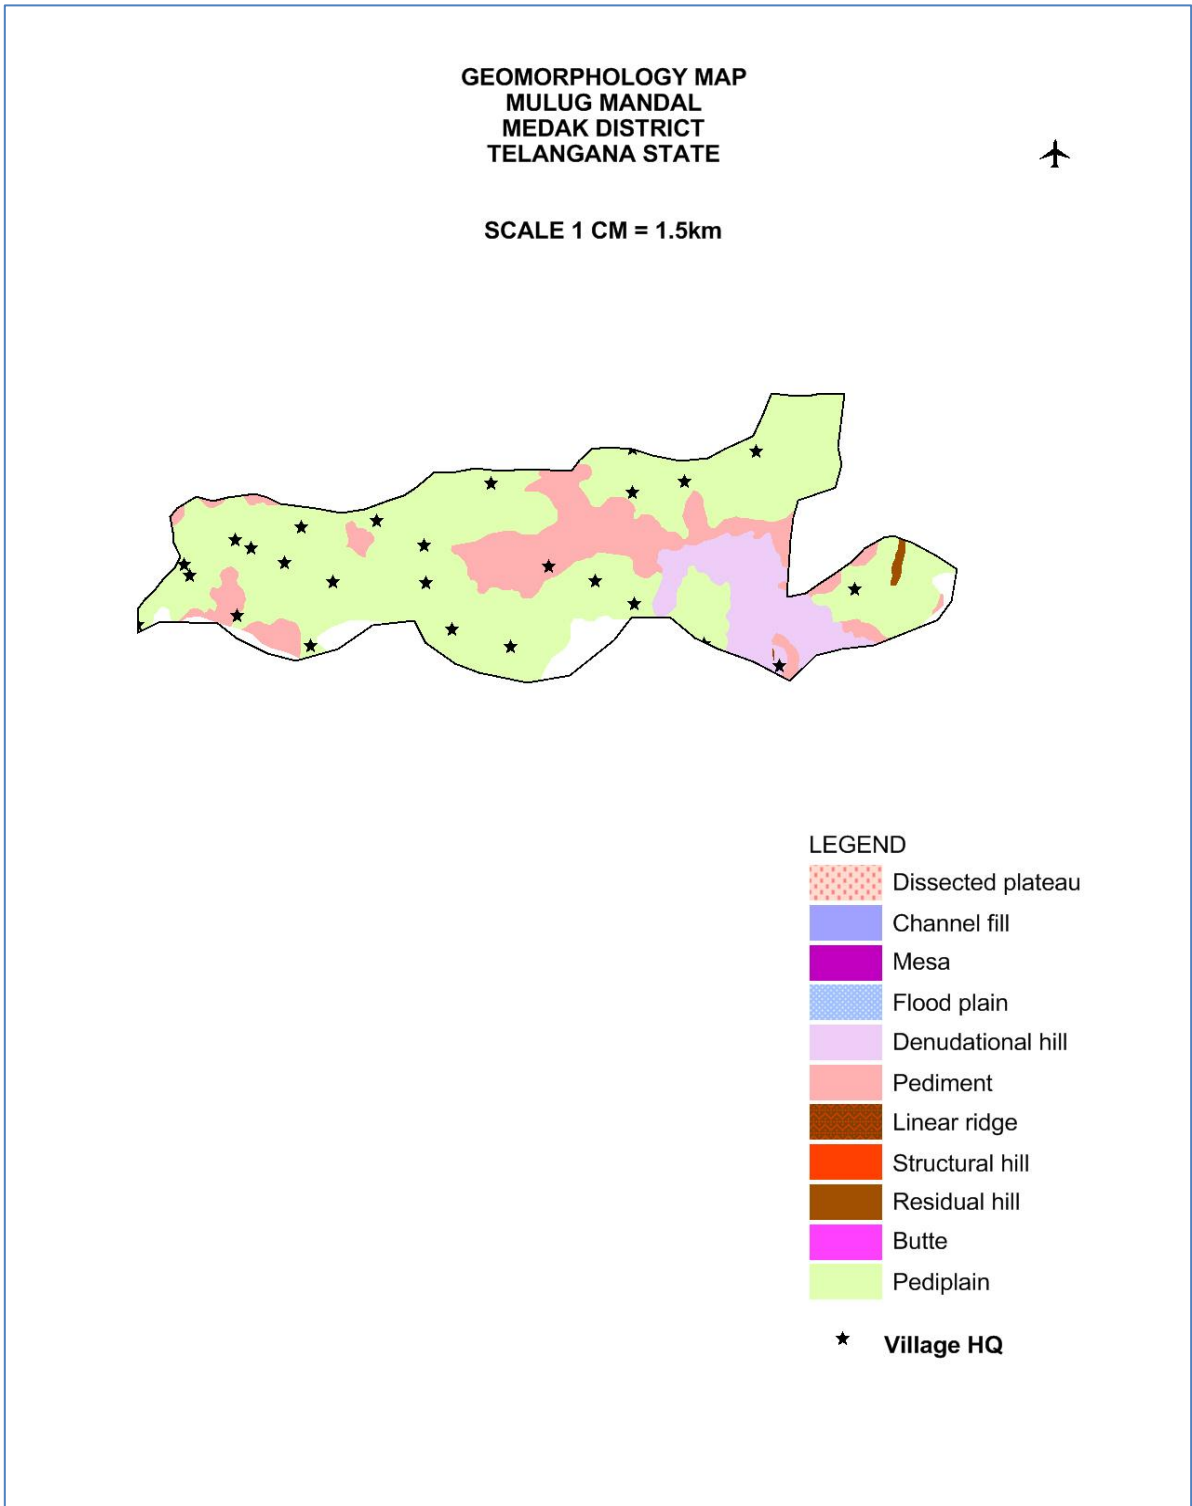 GEOMORPHOLOGY MAP
MULUG MANDAL
MEDAK DISTRICT
TELANGANA STATE
SCALE 1 CM = 1.5km
LEGEND
Dissected plateau
Channel fill
Mesa
Flood plain
Denudational hill
Pediment
Linear ridge
Structural hill
Residual hill
Butte
Pediplain
Village HQ